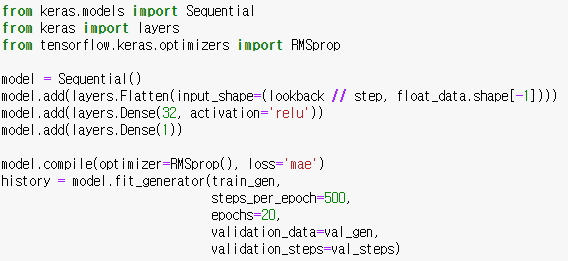 from keras.models import Sequential
from keras import layers
from tensorflow.keras.optimizers import RMSprop

model = Sequential()
model.add(layers.Flatten(input_shape=(lookback // step, float_data.shape[-1])))
model.add(layers.Dense(32, activation='relu'))
model.add(layers.Dense(1))

model.compile(optimizer=RMSprop(), loss='mae')
history = model.fit_generator(train_gen,
                              steps_per_epoch=500,
                              epochs=20,
                              validation_data=val_gen,
                              validation_steps=val_steps)